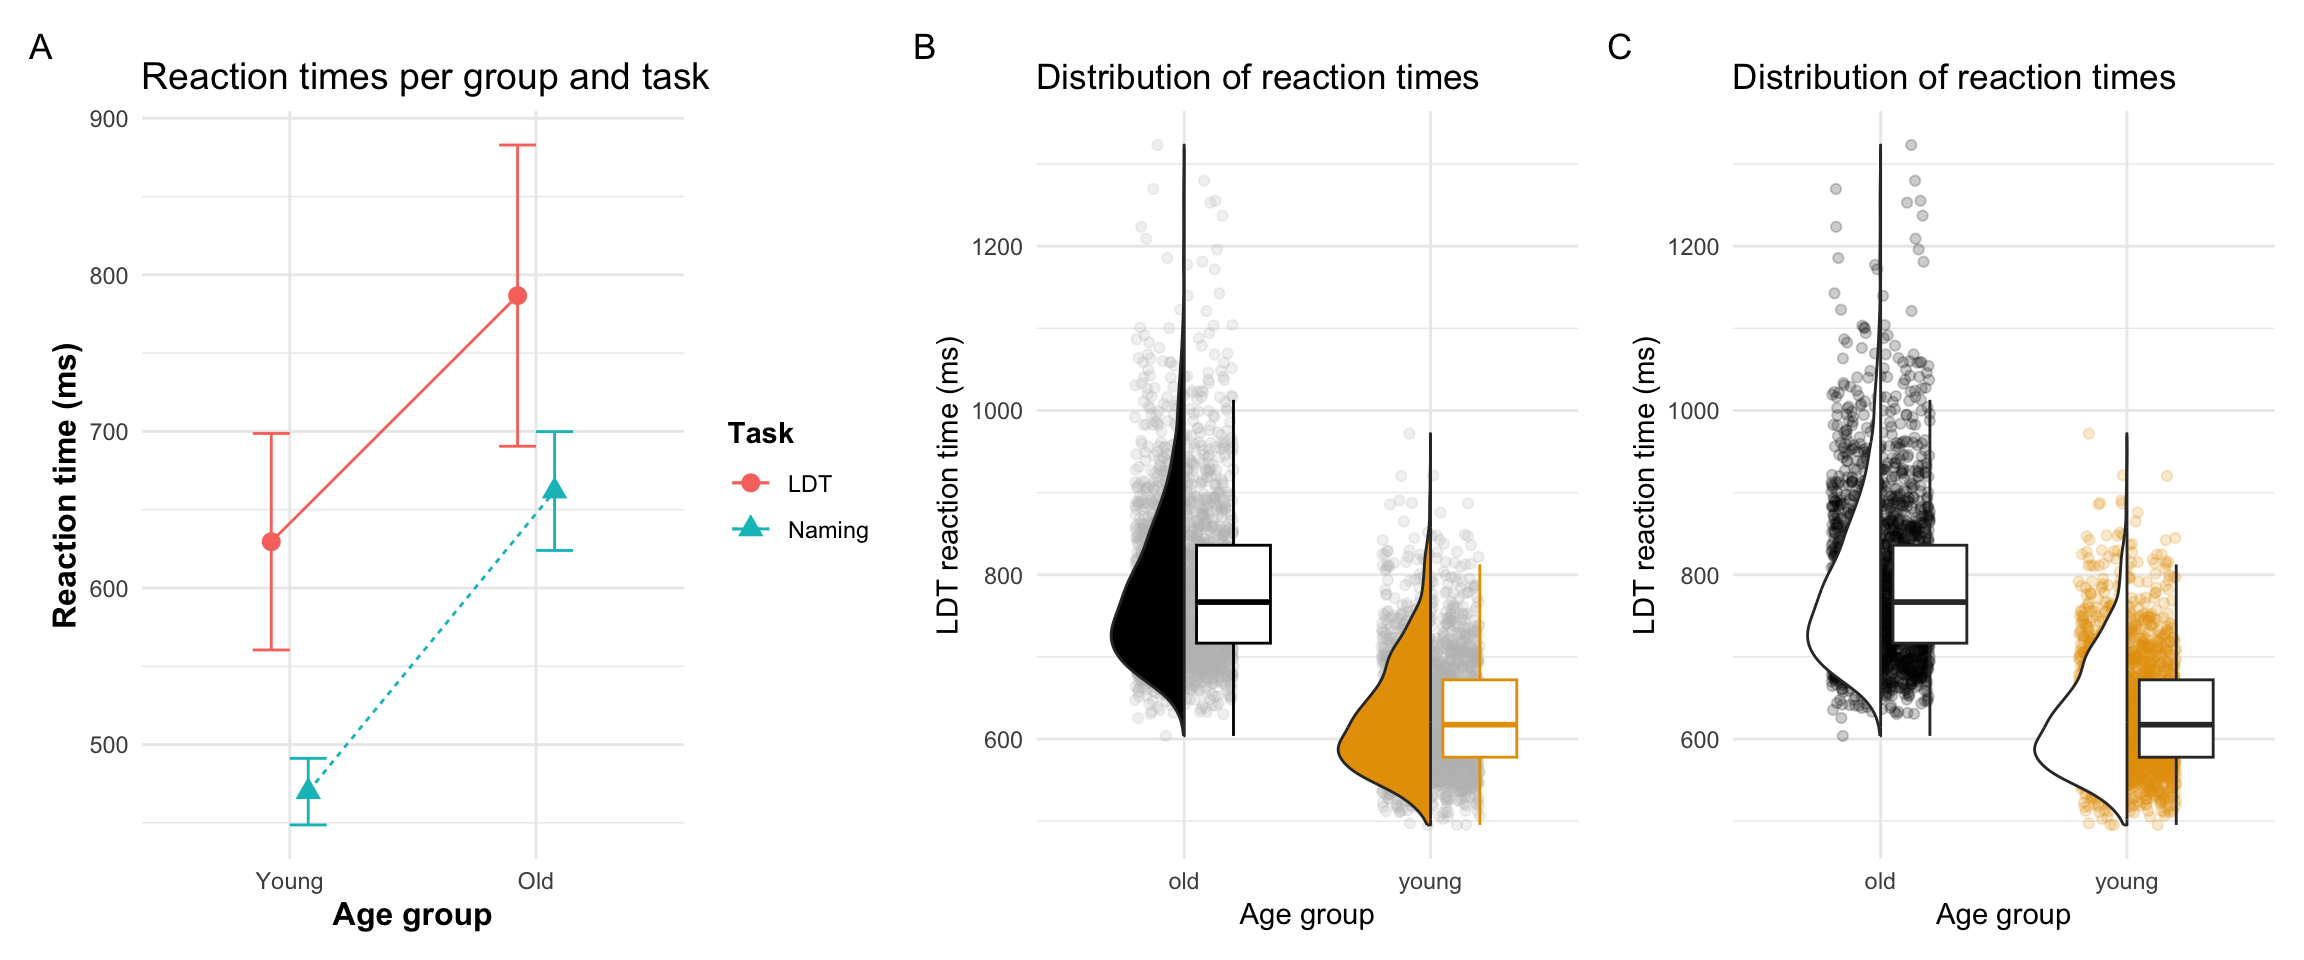 A
Reaction times per group and task
900
800
700
600
500
Reaction time (ms)
Young
Old
Age group
Task
LDT
Naming
B
Distribution of reaction times
1200
1000
800
600
LDT reaction time (ms)
old
young
Age group
C
Distribution of reaction times
1200
1000
800
600
LDT reaction time (ms)
old
young
Age group